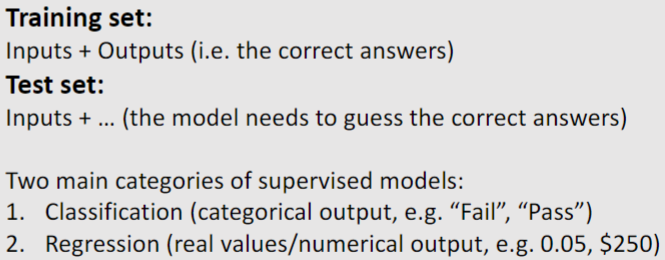 Training set:
Inputs + Outputs (i.e. the correct answers)
Test set:
Inputs + ... (the model needs to guess the correct answers)
Two main categories of supervised models:
1. Classification (categorical output, e.g. “Fail”, “Pass”)
2. Regression (real values/numerical output, e.g. 0.05, $250)